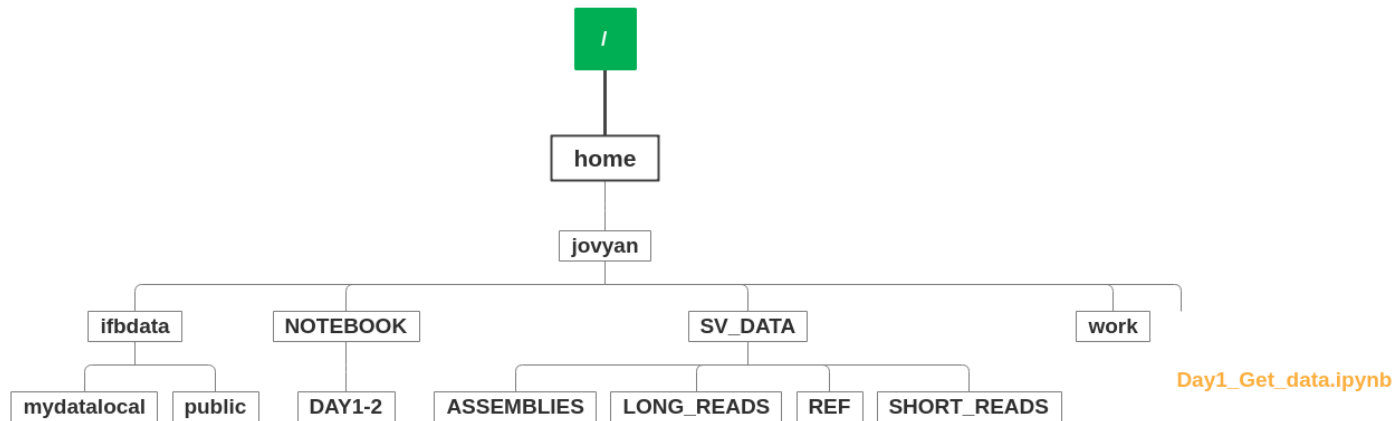 /
home
jovyan
ifbdata
NOTEBOOK
SV_DATA
work
Day1_Get_data.ipynb
mydatalocal
public
DAY1-2
ASSEMBLIES
LONG_READS
REF
SHORT_READS